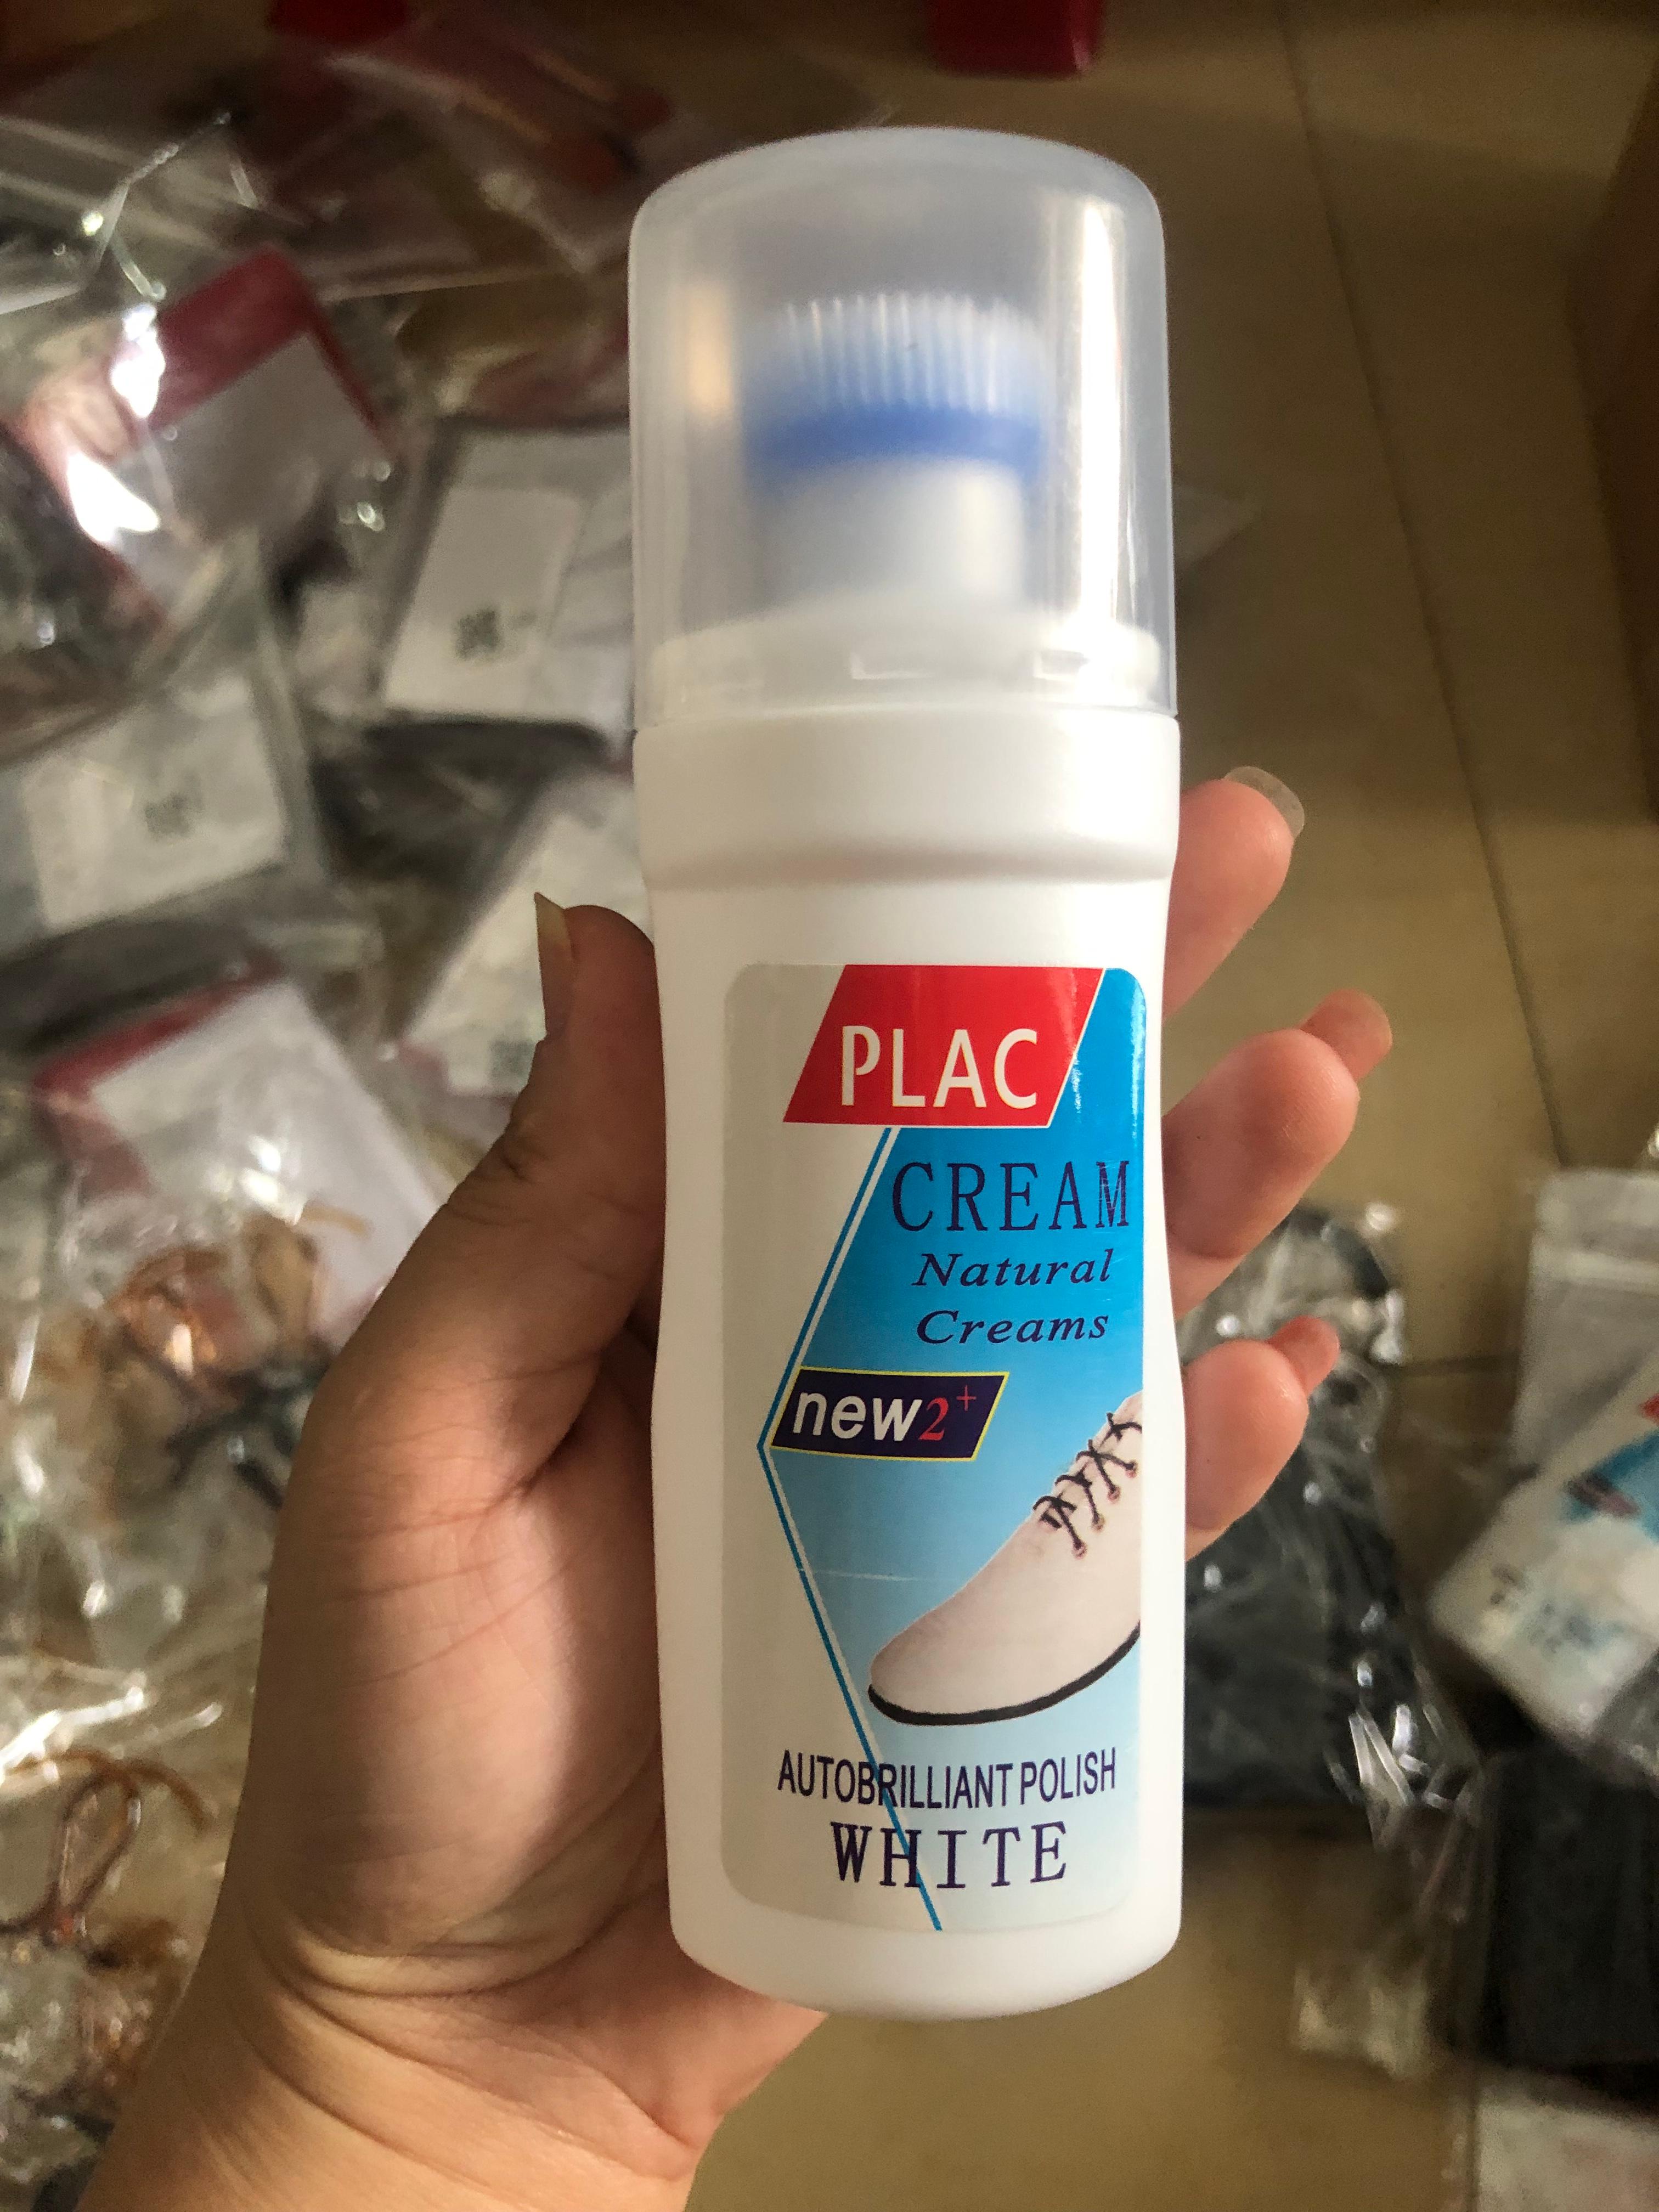 PLAC
CREAM
Natural
Creams
new2+
AUTOBRILLIANT POLISH
WHITE